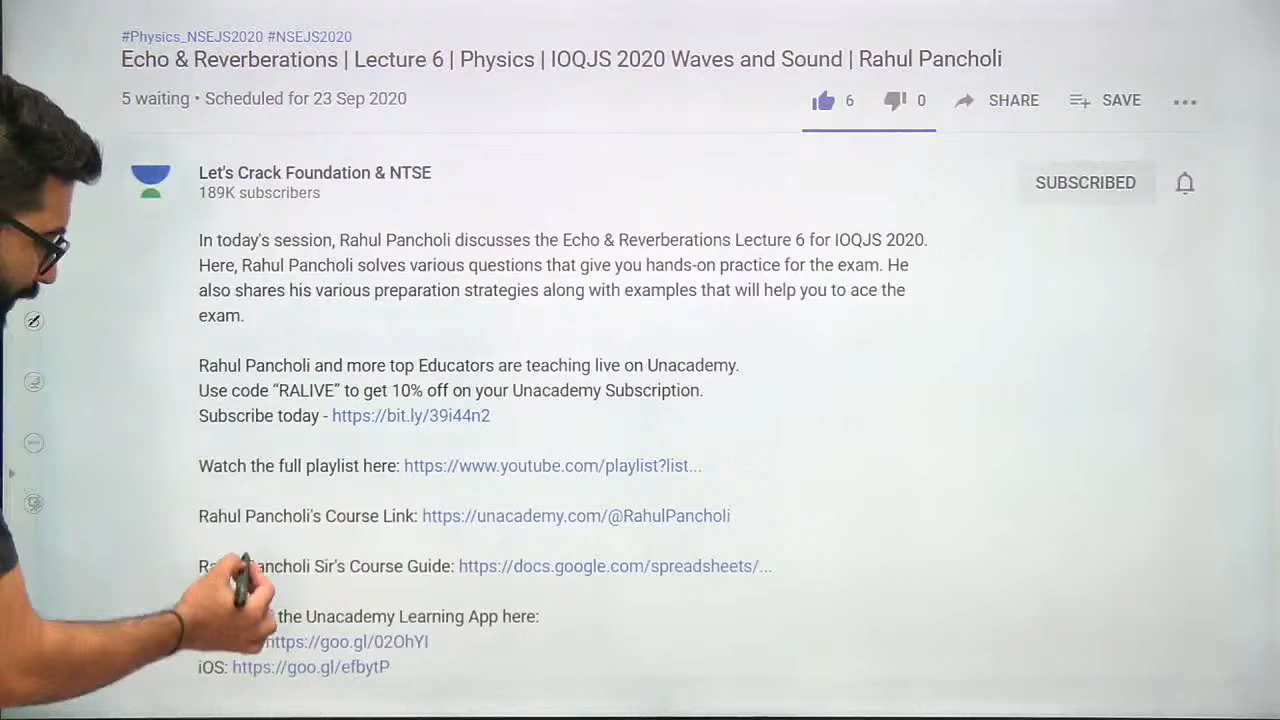 #Physics_NSEJS2020 #NSEJS2020
Echo & Reverberations | Lecture 6 | Physics | IOQJS 2020 Waves and Sound | Rahul Pancholi
5 waiting • Scheduled for 23 Sep 2020
6 0 SHARE SAVE
Let's Crack Foundation & NTSE
189K subscribers
SUBSCRIBED
In today's session, Rahul Pancholi discusses the Echo & Reverberations Lecture 6 for IOQJS 2020.
Here, Rahul Pancholi solves various questions that give you hands-on practice for the exam. He
also shares his various preparation strategies along with examples that will help you to ace the
exam.
Rahul Pancholi and more top Educators are teaching live on Unacademy.
Use code “RALIVE” to get 10% off on your Unacademy Subscription.
Subscribe today - https://bit.ly/39i44n2
Watch the full playlist here: https://www.youtube.com/playlist?list...
Rahul Pancholi's Course Link: https://unacademy.com/@RahulPancholi
Pancholi Sir's Course Guide: https://docs.google.com/spreadsheets/...
the Unacademy Learning App here:
https://goo.gl/02OhYI
iOS: https://goo.gl/efbytP